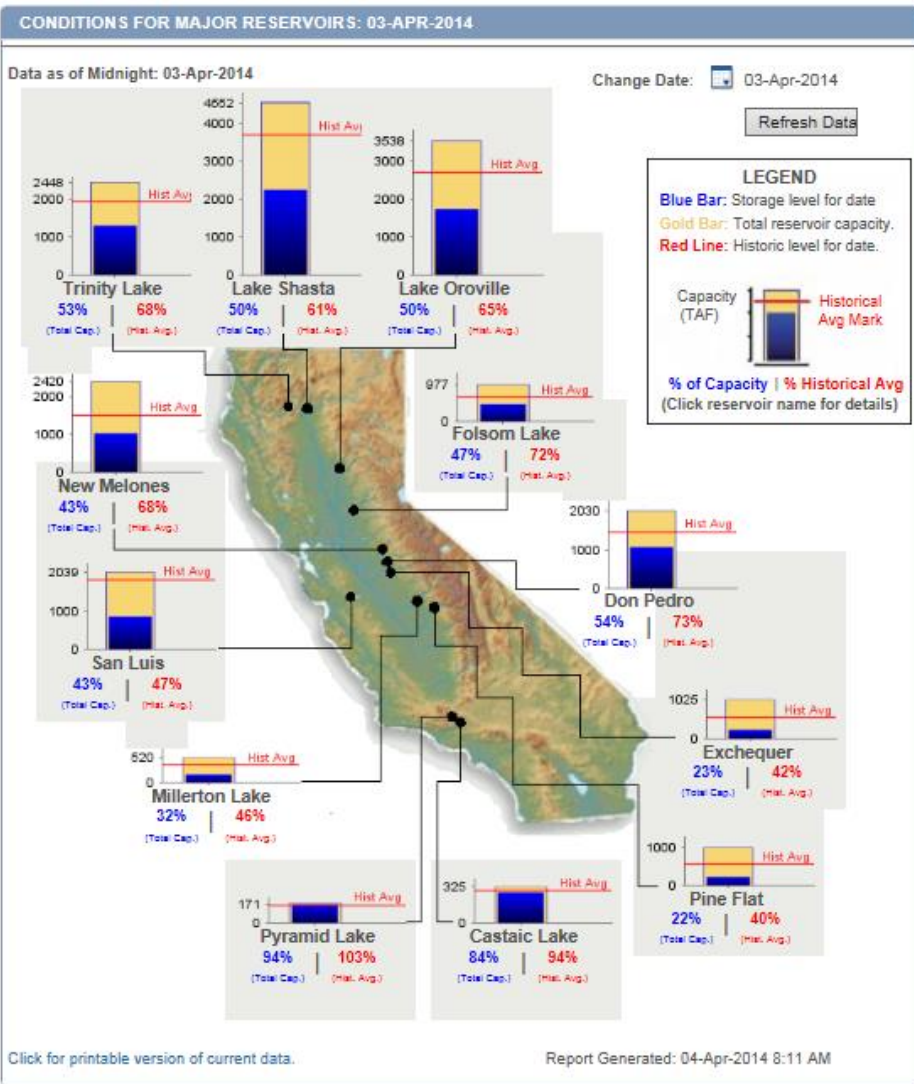 CONDITIONS FOR MAJOR RESERVOIRS: 03-APR-2014
Data as of Midnight: 03-Apr-2014
Change Date: 03-Apr-2014
Refresh Data
LEGEND
Blue Bar: Storage level for date
Gold Bar: Total reservoir capacity.
Red Line: Historic level for date.
Capacity
(TAF)
Historical
Avg Mark
% of Capacity | % Historical Avg
(Click reservoir name for details)
2448
2000
1000
0
Hist Av
Trinity Lake
53% | 68%
(Total Cap.) (Hist. Avg.)
4552
4000
3000
2000
1000
0
Hist Av
Lake Shasta
50% | 61%
(Total Cap.) (Hist. Avg.)
3538
3000
2000
1000
0
Hist Avg
Lake Oroville
50% | 65%
(Total Cap.) (Hist. Avg.)
2420
2000
1000
0
Hist Avg
New Melones
43% | 68%
(Total Cap.) (Hist. Avg.)
977
0
Hist Avg
Folsom Lake
47% | 72%
(Total Cap.) (Hist. Avg.)
2030
1000
0
Hist Avg
Don Pedro
54% | 73%
(Total Cap.) (Hist. Avg.)
2039
1000
0
Hist Avg
San Luis
43% | 47%
(Total Cap.) (Hist. Avg.)
1025
0
Hist Avg
Exchequer
23% | 42%
(Total Cap.) (Hist. Avg.)
520
0
Hist Avg
Millerton Lake
32% | 46%
(Total Cap.) (Hist. Avg.)
1000
0
Hist Avg
Pine Flat
22% | 40%
(Total Cap.) (Hist. Avg.)
171
0
Hist Avg
Pyramid Lake
94% | 103%
(Total Cap.) (Hist. Avg.)
325
0
Hist Avg
Castaic Lake
84% | 94%
(Total Cap.) (Hist. Avg.)
Click for printable version of current data.
Report Generated: 04-Apr-2014 8:11 AM